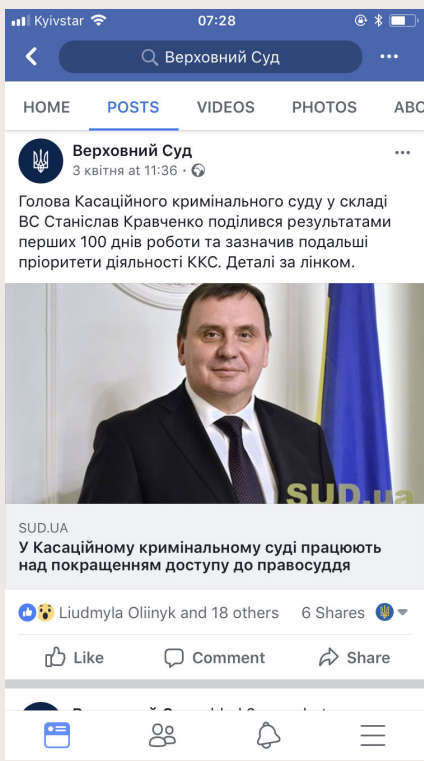 Kyivstar 07:28
Верховний Суд
HOME POSTS VIDEOS PHOTOS ABO
Верховний Суд
3 квітня at 11:36 ·
Голова Касаційного кримінального суду у складі
ВС Станіслав Кравченко поділився результатами
перших 100 днів роботи та зазначив подальші
пріоритети діяльності ККС. Деталі за лінком.
SUD.ua
SUD.UA
У Касаційному кримінальному суді працюють
над покращенням доступу до правосуддя
Liudmyla Oliinyk and 18 others 6 Shares
Like Comment Share